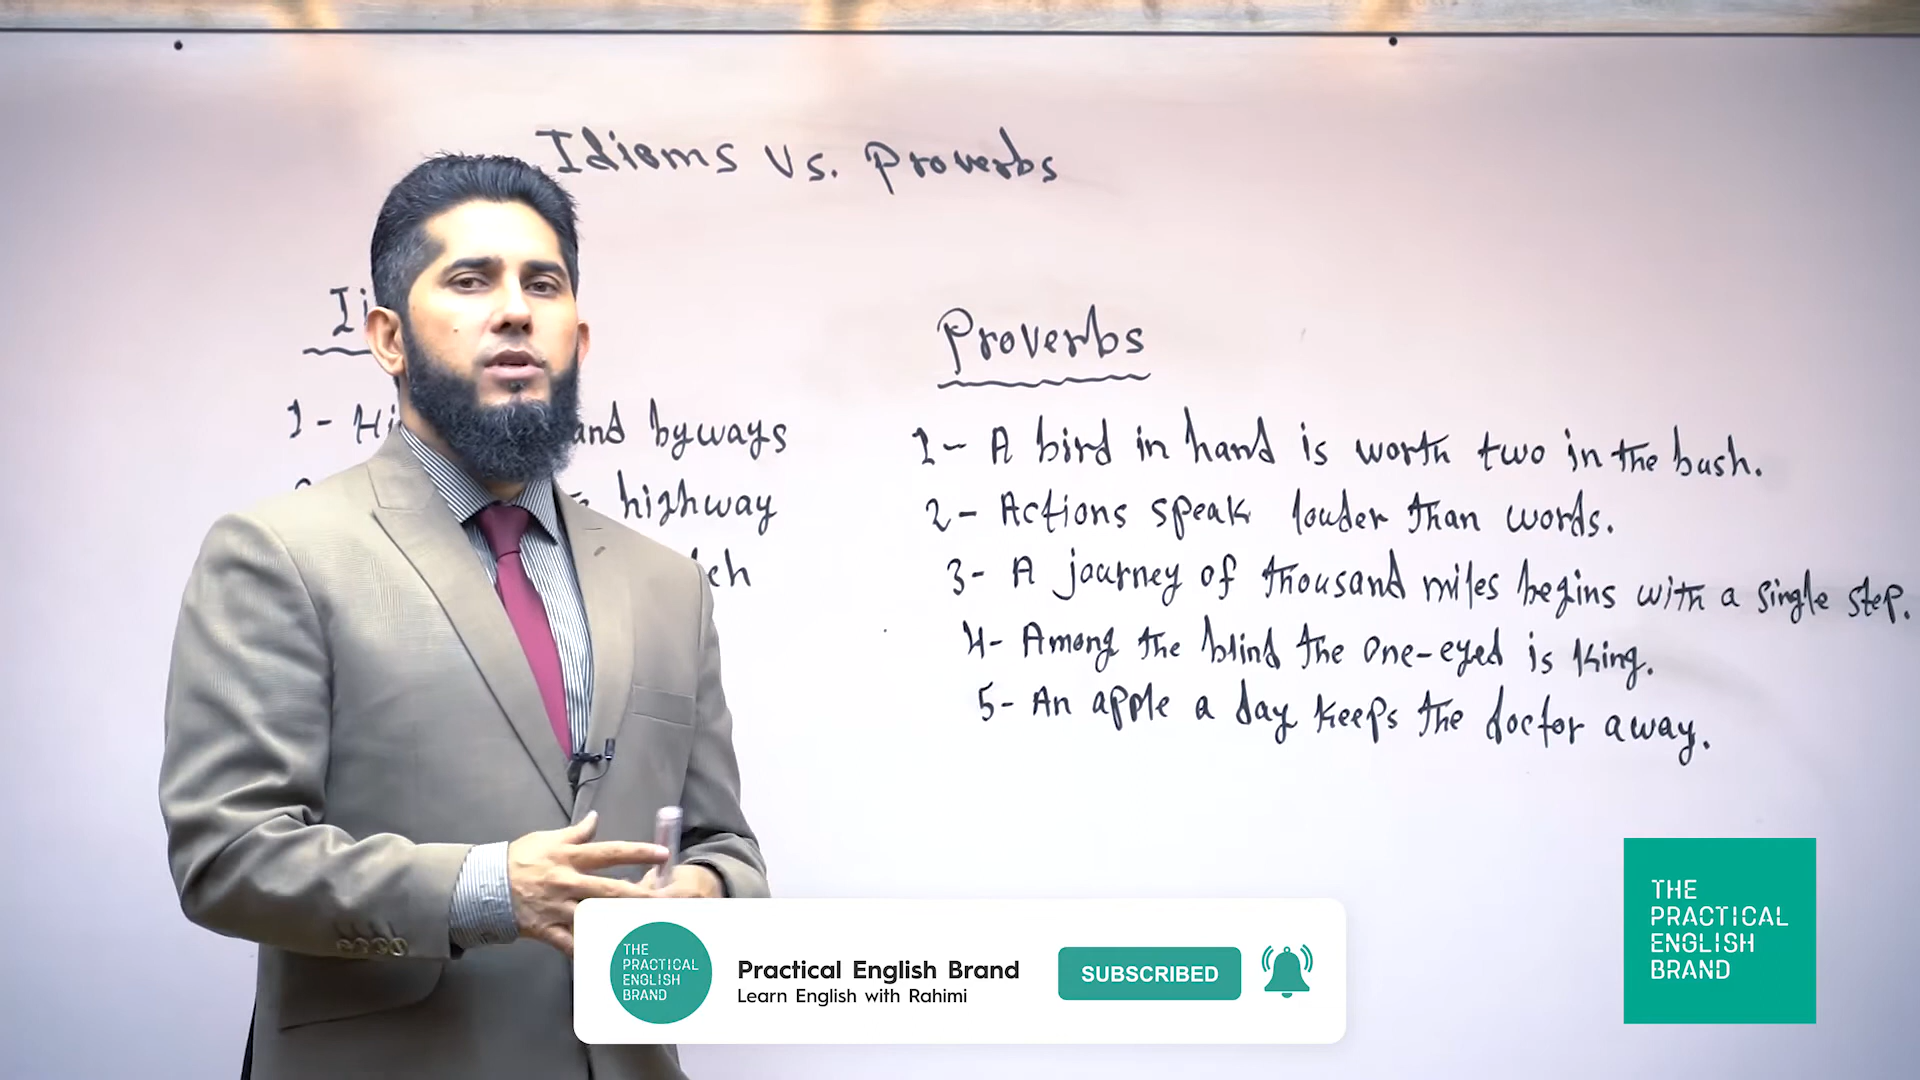 Idioms vs. Proverbs
1- and byways
highway
Proverbs
1- A bird in hand is worth two in the bush.
2- Actions speak louder than words.
3- A journey of thousand miles begins with a single step.
4- Among the blind the one-eyed is king.
5- An apple a day keeps the doctor away.
THE
PRACTICAL
ENGLISH
BRAND
Practical English Brand
Learn English with Rahimi
SUBSCRIBED
THE
PRACTICAL
ENGLISH
BRAND